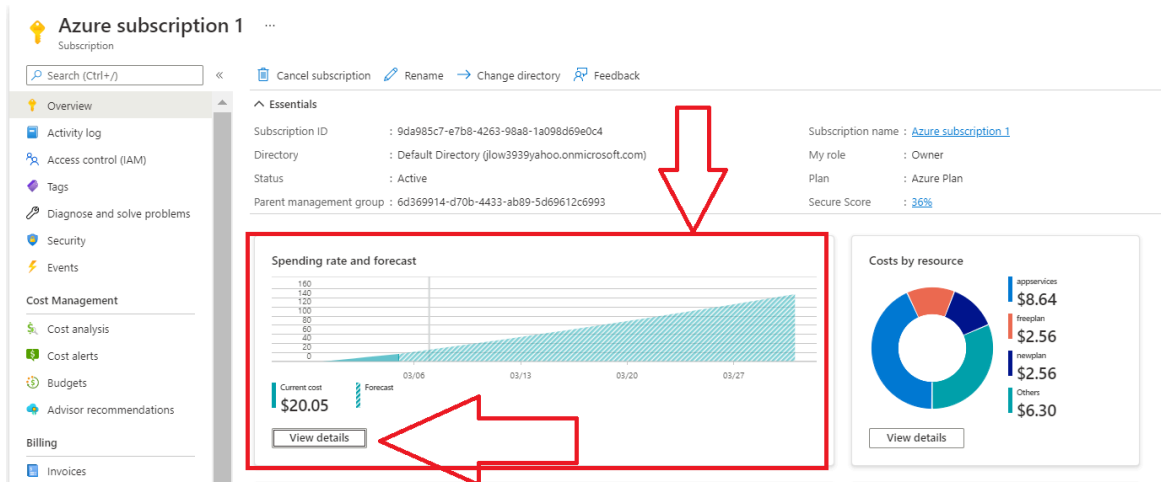 Azure subscription 1 ...
Subscription
Search (Ctrl+/) «
Overview
Activity log
Access control (IAM)
Tags
Diagnose and solve problems
Security
Events
Cost Management
Cost analysis
Cost alerts
Budgets
Advisor recommendations
Billing
Invoices
Cancel subscription Rename Change directory Feedback
Essentials
Subscription ID : 9da985c7-e7b8-4263-98a8-1a098d69e0c4
Directory : Default Directory (jlow3939yahoo.onmicrosoft.com)
Status : Active
Parent management group : 6d369914-d70b-4433-ab89-5d69612c6993
Subscription name : Azure subscription 1
My role : Owner
Plan : Azure Plan
Secure Score : 36%
Spending rate and forecast
160
140
120
100
80
60
40
20
0
03/06 03/13 03/20 03/27
Current cost
$20.05
Forecast
View details
Costs by resource
appservices
$8.64
freeplan
$2.56
newplan
$2.56
Others
$6.30
View details